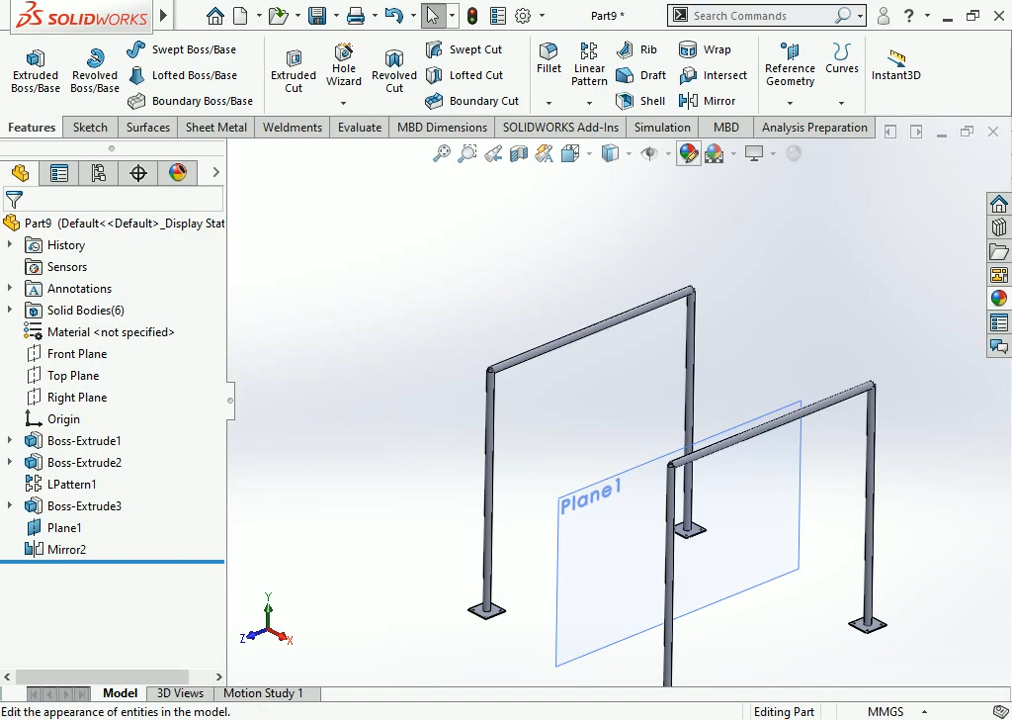 SOLIDWORKS
Part9 *
Search Commands
?
Extruded Boss/Base
Revolved Boss/Base
Swept Boss/Base
Lofted Boss/Base
Boundary Boss/Base
Extruded Cut
Hole Wizard
Revolved Cut
Swept Cut
Lofted Cut
Boundary Cut
Fillet
Linear Pattern
Rib
Draft
Shell
Wrap
Intersect
Mirror
Reference Geometry
Curves
Instant3D
Features Sketch Surfaces Sheet Metal Weldments Evaluate MBD Dimensions SOLIDWORKS Add-Ins Simulation MBD Analysis Preparation
Part9 (Default<<Default>_Display Stat
History
Sensors
Annotations
Solid Bodies(6)
Material <not specified>
Front Plane
Top Plane
Right Plane
Origin
Boss-Extrude1
Boss-Extrude2
LPattern1
Boss-Extrude3
Plane1
Mirror2
Plane1
Y
Z
X
Model 3D Views Motion Study 1
Edit the appearance of entities in the model.
Editing Part
MMGS